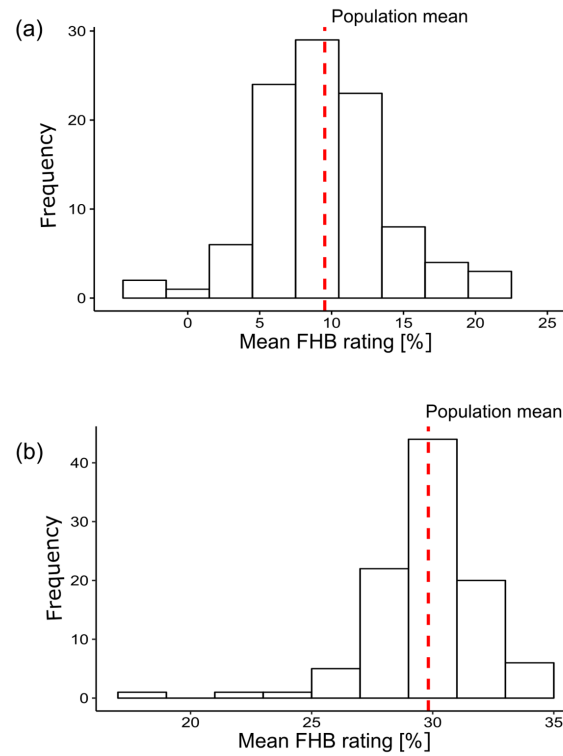 (a)
Population mean
Frequency
30
20
10
0
0 5 10 15 20 25
Mean FHB rating [%]
(b)
Population mean
Frequency
40
30
20
10
0
20 25 30 35
Mean FHB rating [%]